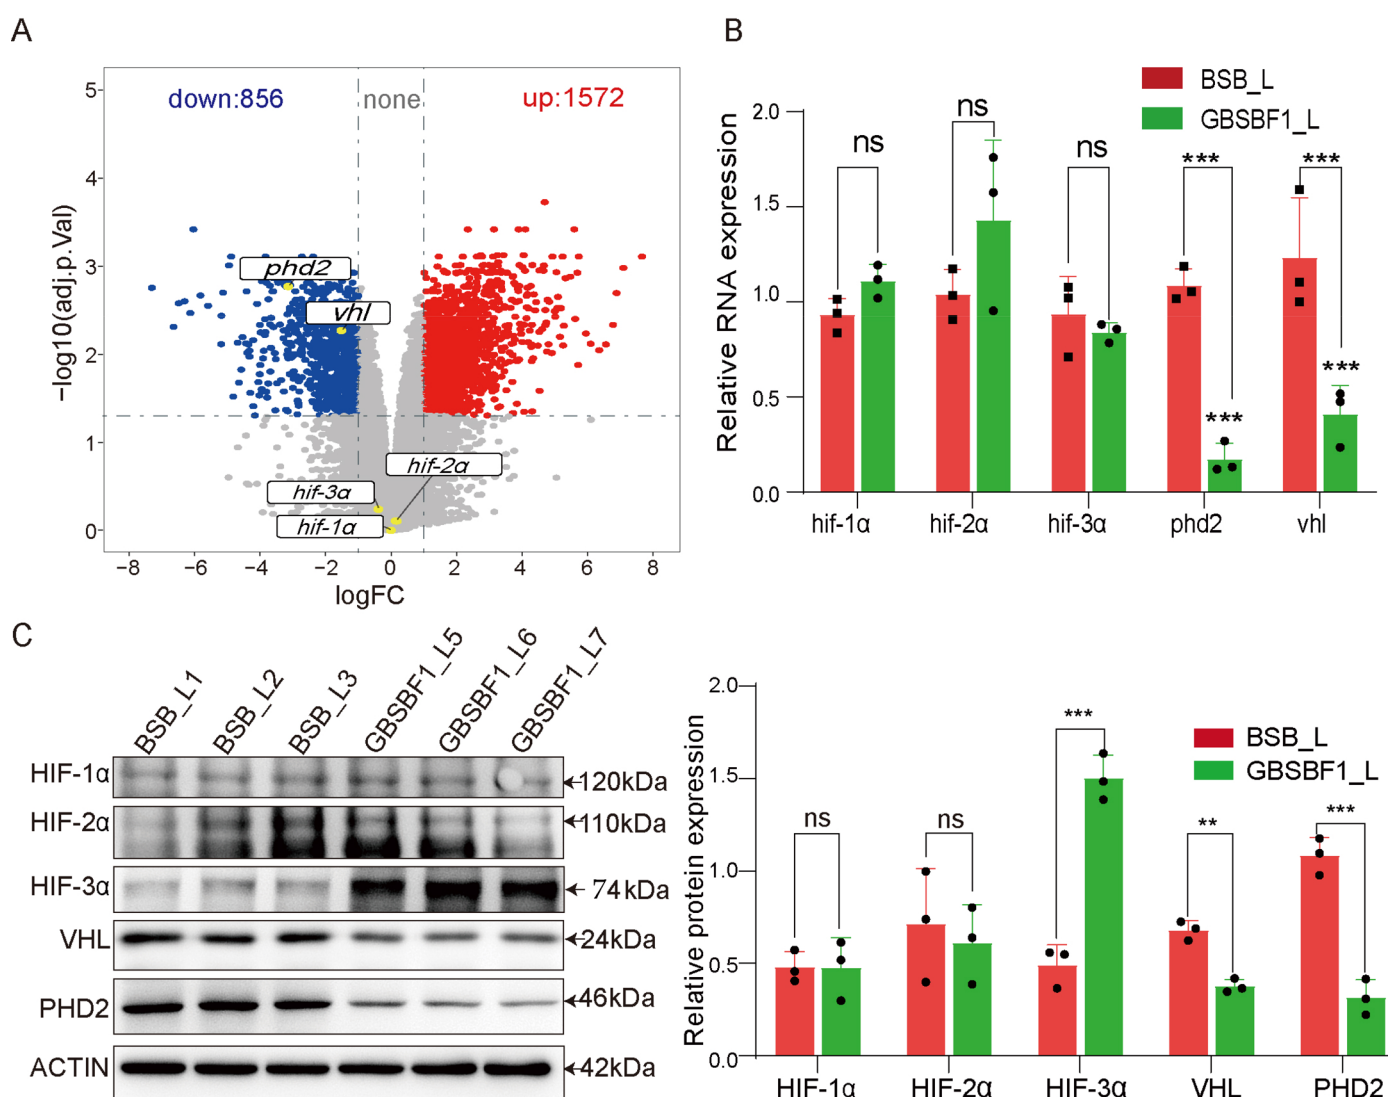 A
down:856 none up:1572
5
4
3
2
1
0
−log10(adj.p.Val)
phd2
vhl
hif-2α
hif-3α
hif-1α
−8 −6 −4 −2 0 2 4 6 8
logFC
B
BSB_L
GBSBF1_L
2.0
1.5
1.0
0.5
0.0
Relative RNA expression
ns ns ns *** ***
*** ***
hif-1α hif-2α hif-3α phd2 vhl
C
BSB_L1 BSB_L2 BSB_L3 GBSBF1_L5 GBSBF1_L6 GBSBF1_L7
HIF-1α 120kDa
HIF-2α 110kDa
HIF-3α 74kDa
VHL 24kDa
PHD2 46kDa
ACTIN 42kDa
BSB_L
GBSBF1_L
2.0
1.5
1.0
0.5
0.0
Relative protein expression
ns ns *** ** ***
HIF-1α HIF-2α HIF-3α VHL PHD2